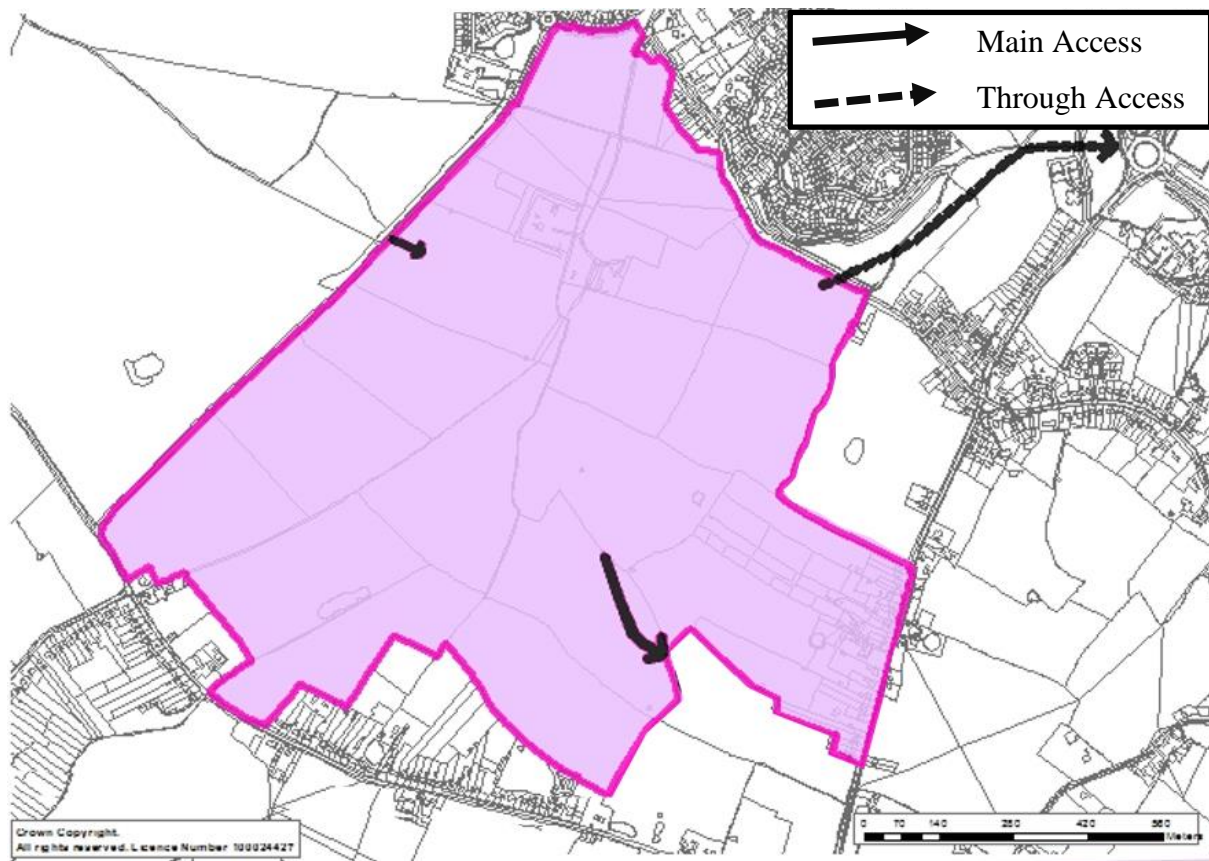 Main Access
Through Access
Crown Copyright.
All rights reserved. Licence Number 100024427
0 70 140 280 420 560
Meters